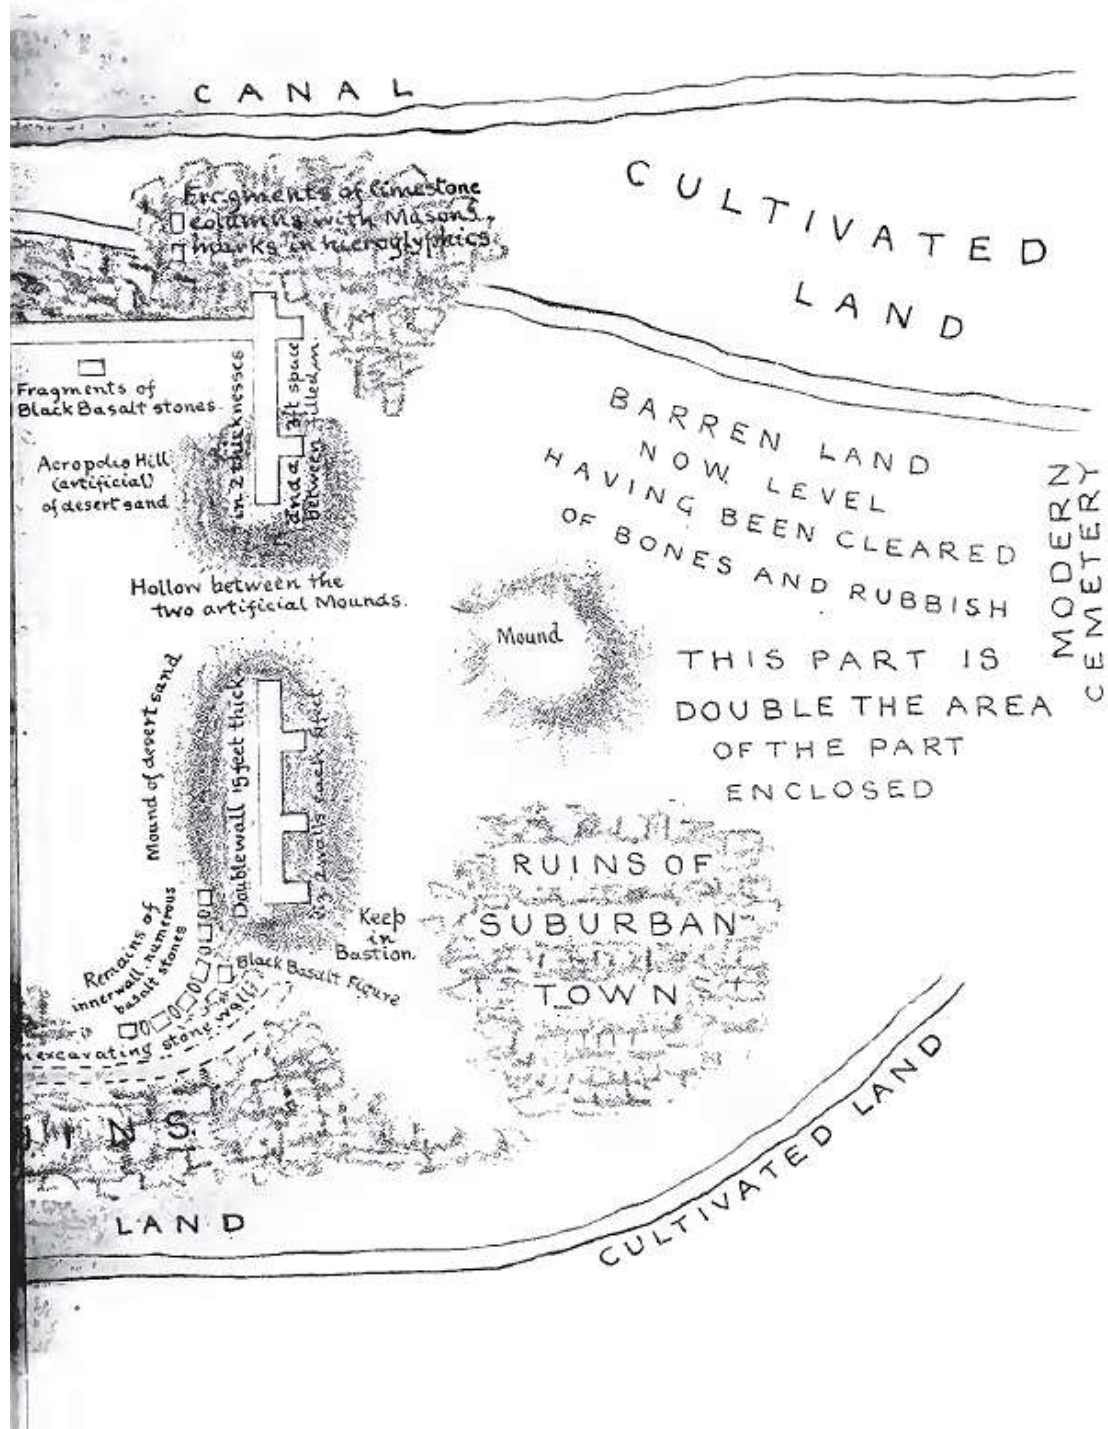 CANAL
CULTIVATED
LAND
Fragments of limestone
columns with Masons,
marks in hieroglyphics
Fragments of
Black Basalt stones
in 2 thicknesses
and a 3ft space
between filled in.
Acropolis Hill
(artificial)
of desert sand
BARREN LAND
NOW LEVEL
HAVING BEEN CLEARED
OF BONES AND RUBBISH
MODERN
CEMETERY
Hollow between the
two artificial Mounds.
Mound
THIS PART IS
DOUBLE THE AREA
OF THE PART
ENCLOSED
Mound of desert sand
Doublewall 15 feet thick
2 walls each feet
RUINS OF
SUBURBAN
TOWN
Keep
in
Bastion.
Remains of
innerwall, numerous
basalt stones
Black Basalt Figure
excavating stone walls
INS
LAND
CULTIVATED LAND